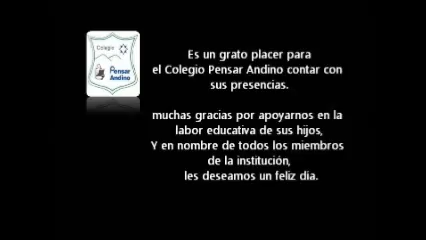 Colegio
Pensar
Andino
Es un grato placer para
el Colegio Pensar Andino contar con
sus presencías.
muchas gracias por apoyarnos en la
labor educativa de sus hijos,
Y en nombre de todos los miembros
de la institución,
les deseamos un feliz dia.